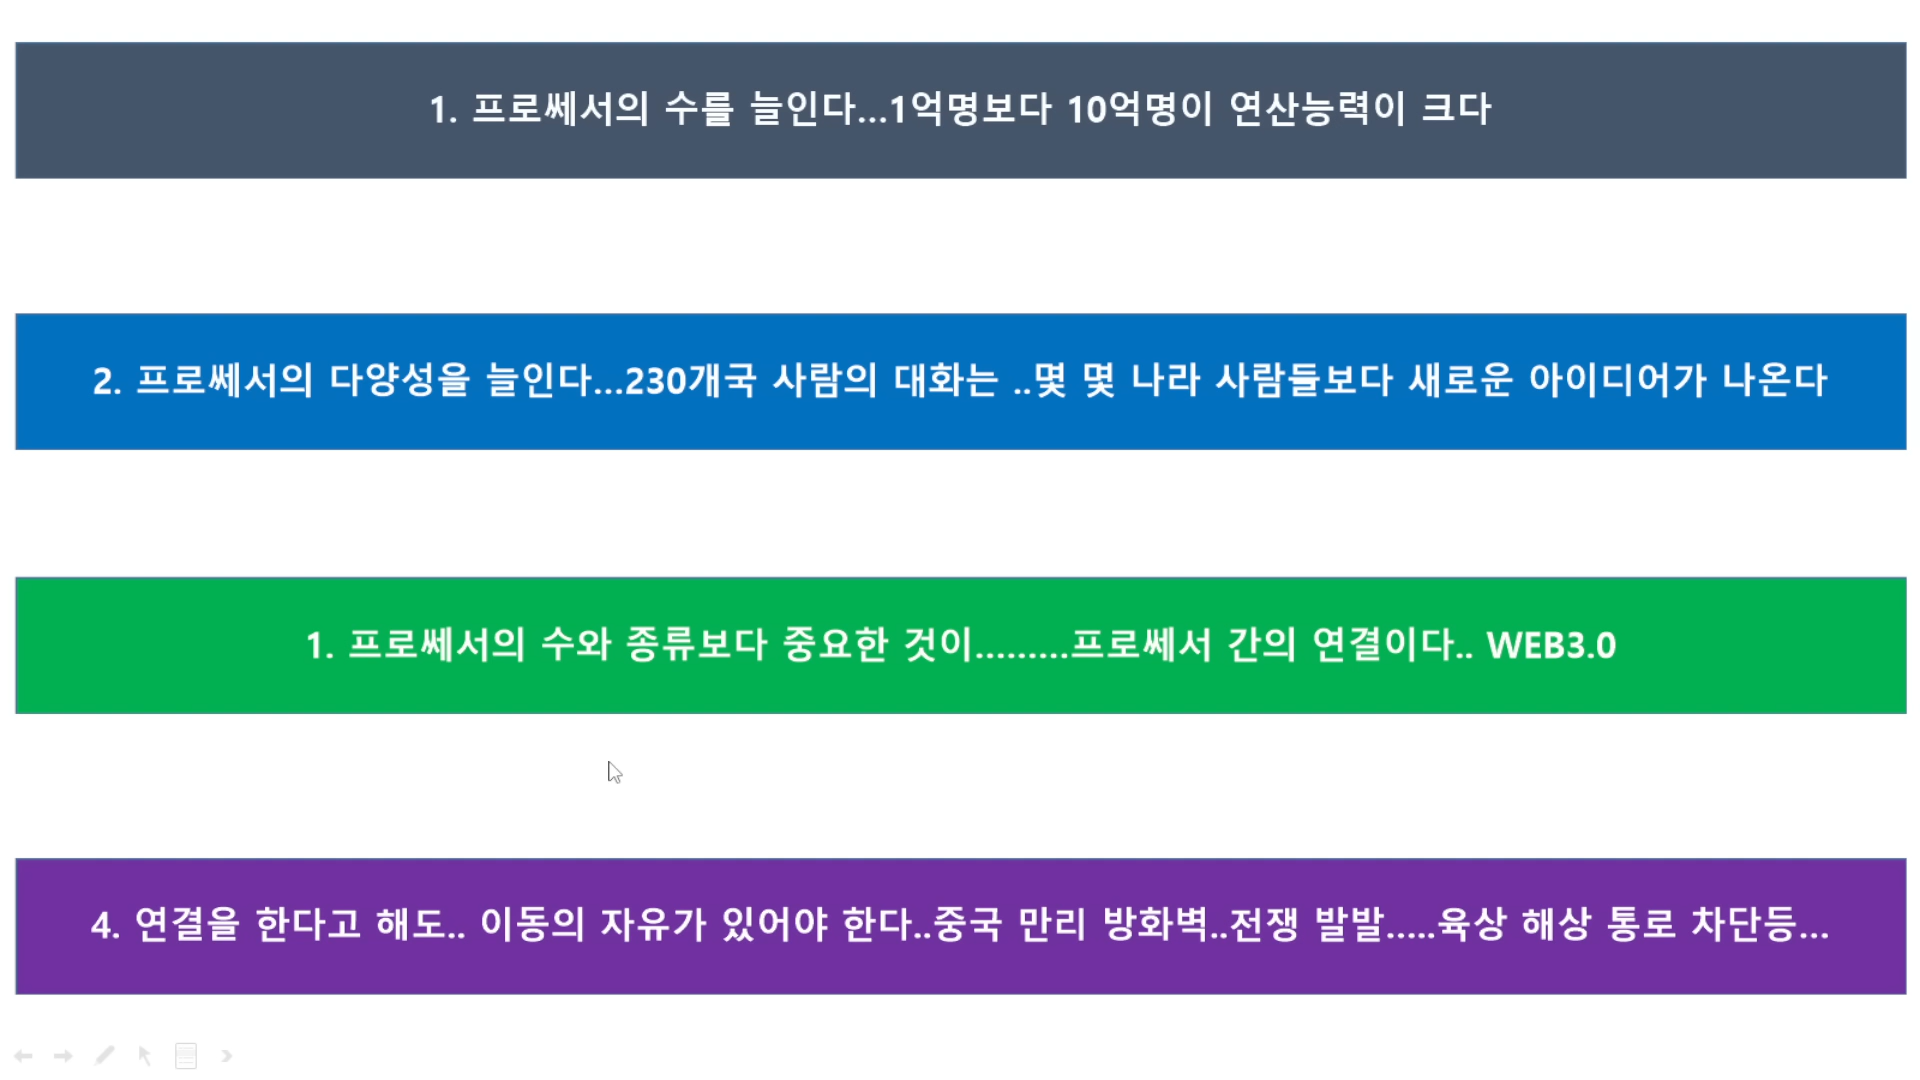 1. 프로쎄서의 수를 늘인다...1억명보다 10억명이 연산능력이 크다
2. 프로쎄서의 다양성을 늘인다...230개국 사람의 대화는 ..몇 몇 나라 사람들보다 새로운 아이디어가 나온다
1. 프로쎄서의 수와 종류보다 중요한 것이.........프로쎄서 간의 연결이다.. WEB3.0
4. 연결을 한다고 해도.. 이동의 자유가 있어야 한다..중국 만리 방화벽..전쟁 발발.....육상 해상 통로 차단등...